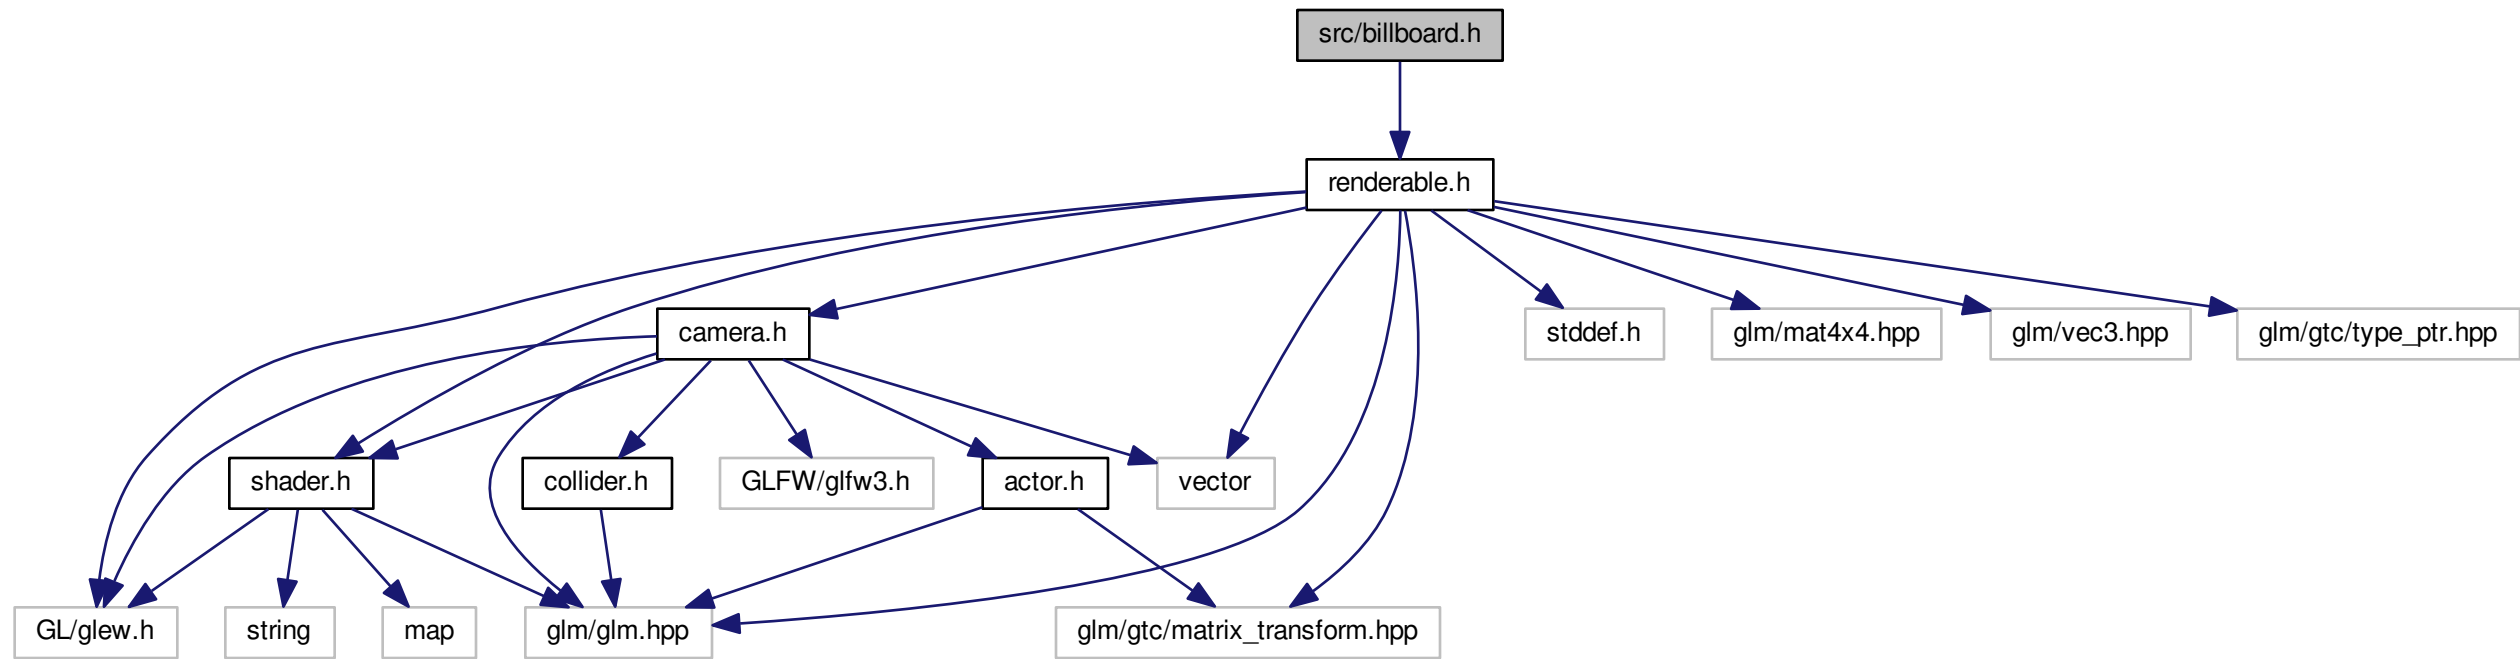 src/billboard.h
renderable.h
camera.h
stddef.h
glm/mat4x4.hpp
glm/vec3.hpp
glm/gtc/type_ptr.hpp
shader.h
collider.h
GLFW/glfw3.h
actor.h
vector
GL/glew.h
string
map
glm/glm.hpp
glm/gtc/matrix_transform.hpp